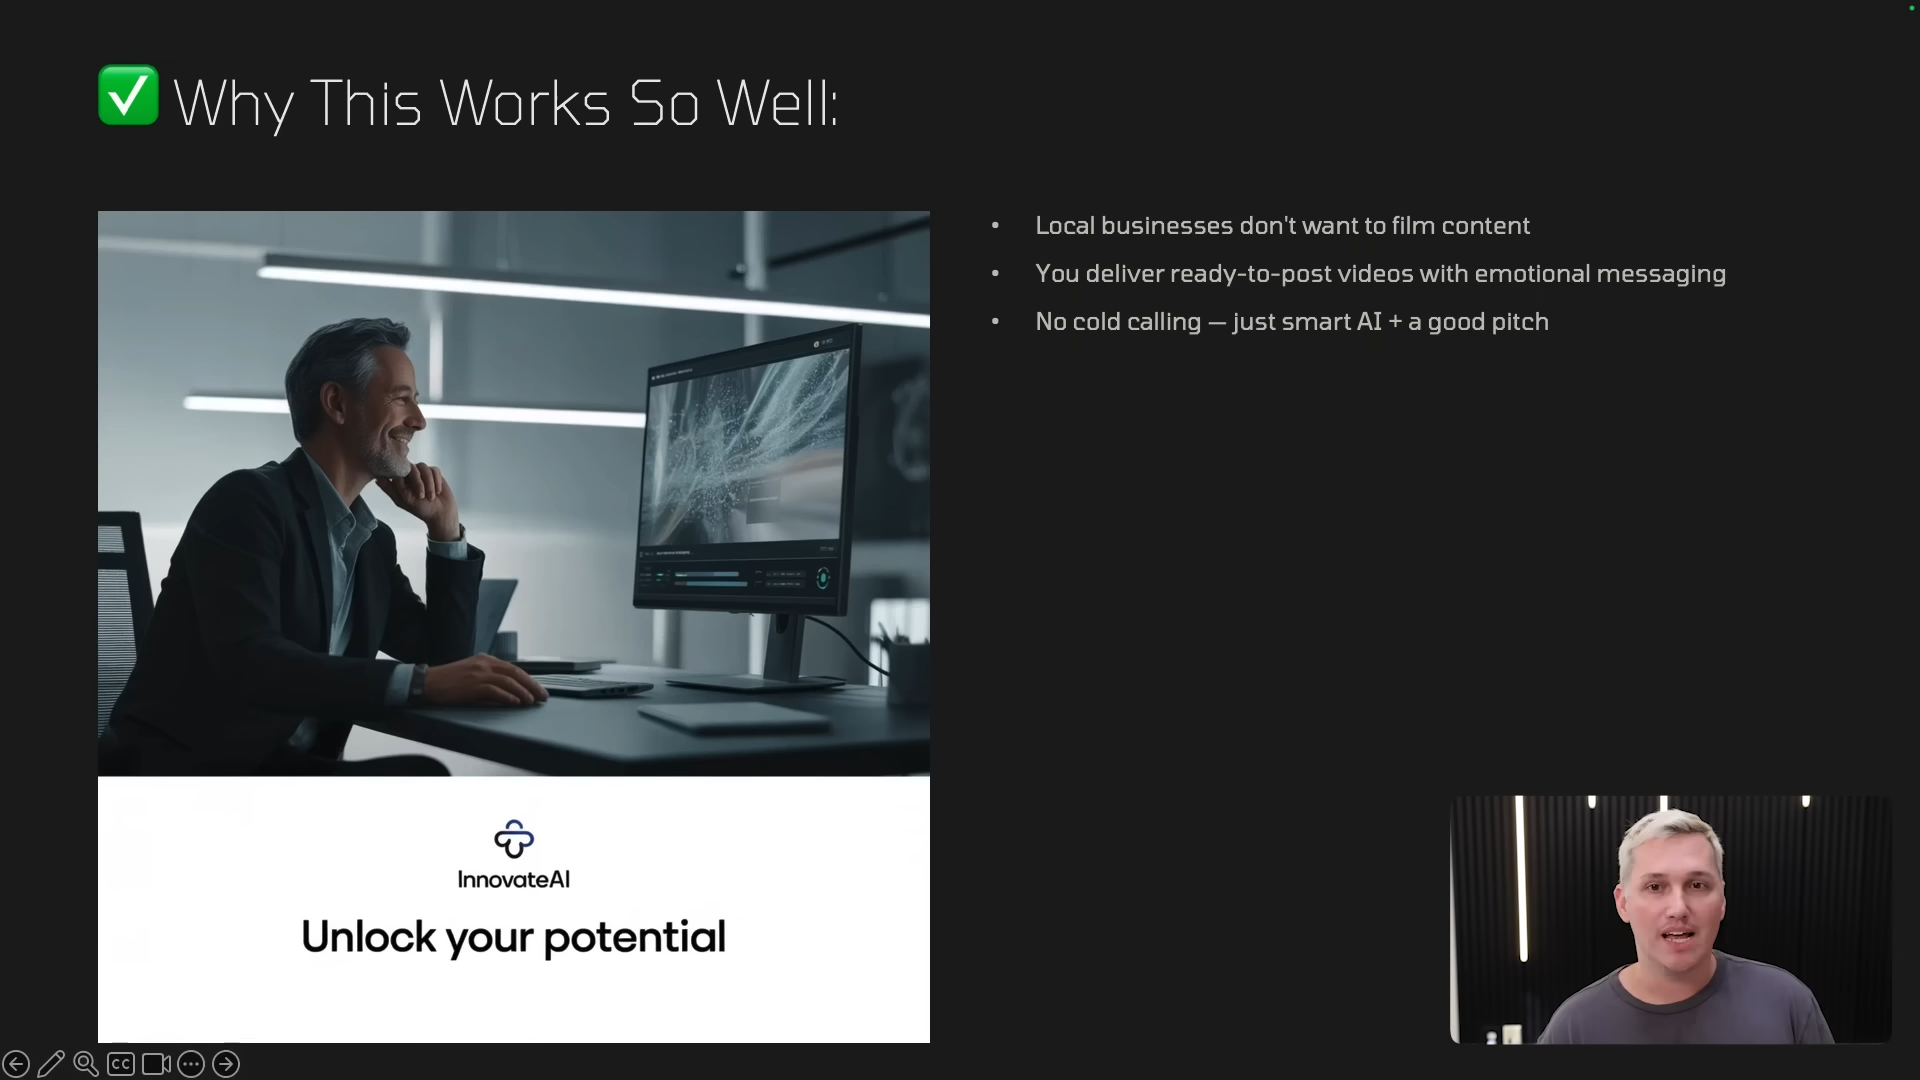 ✅ Why This Works So Well:
• Local businesses don't want to film content
• You deliver ready-to-post videos with emotional messaging
• No cold calling — just smart AI + a good pitch
InnovateAI
Unlock your potential
CC